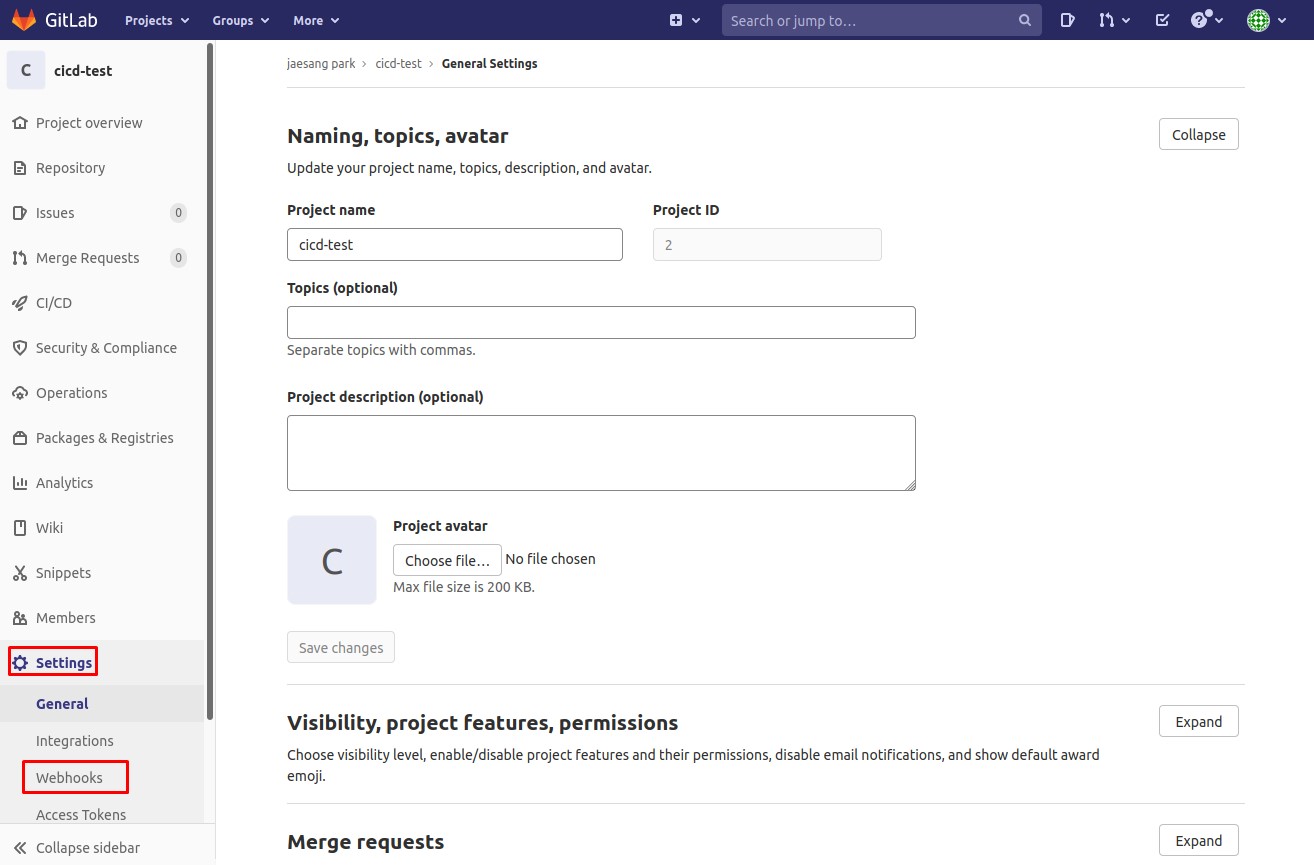 GitLab Projects Groups More Search or jump to...
C cicd-test
Project overview
Repository
Issues 0
Merge Requests 0
CI/CD
Security & Compliance
Operations
Packages & Registries
Analytics
Wiki
Snippets
Members
Settings
General
Integrations
Webhooks
Access Tokens
Collapse sidebar
jaesang park › cicd-test › General Settings
Naming, topics, avatar
Collapse
Update your project name, topics, description, and avatar.
Project name Project ID
cicd-test 2
Topics (optional)
Separate topics with commas.
Project description (optional)
C
Project avatar
Choose file... No file chosen
Max file size is 200 KB.
Save changes
Visibility, project features, permissions
Expand
Choose visibility level, enable/disable project features and their permissions, disable email notifications, and show default award
emoji.
Merge requests
Expand